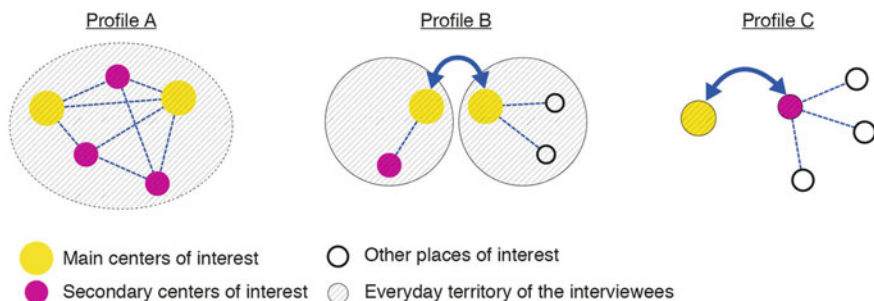 Profile A
Profile B
Profile C
Main centers of interest
Other places of interest
Secondary centers of interest
Everyday territory of the interviewees